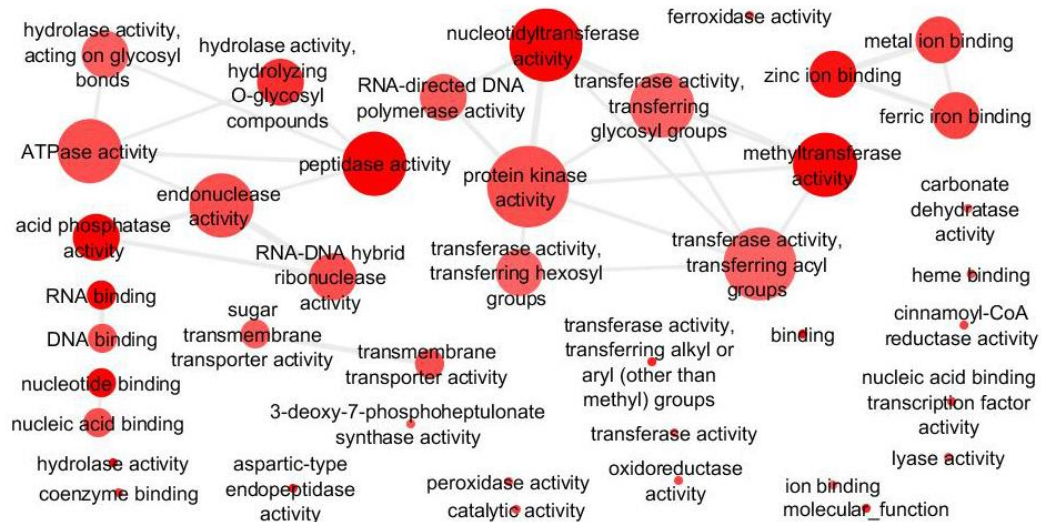 hydrolase activity,
acting on glycosyl
bonds
hydrolase activity,
hydrolyzing
O-glycosyl
compounds
nucleotidyltransferase
activity
ferroxidase activity
metal ion binding
zinc ion binding
ferric iron binding
RNA-directed DNA
polymerase activity
transferase activity,
transferring
glycosyl groups
ATPase activity
peptidase activity
protein kinase
activity
methyltransferase
activity
endonuclease
activity
carbonate
dehydratase
activity
acid phosphatase
activity
RNA-DNA hybrid
ribonuclease
activity
transferase activity,
transferring hexosyl
groups
transferase activity,
transferring acyl
groups
heme binding
RNA binding
DNA binding
sugar
transmembrane
transporter activity
transmembrane
transporter activity
transferase activity,
transferring alkyl or
aryl (other than
methyl) groups
binding
cinnamoyl-CoA
reductase activity
nucleotide binding
nucleic acid binding
3-deoxy-7-phosphoheptulonate
synthase activity
transferase activity
nucleic acid binding
transcription factor
activity
hydrolase activity
coenzyme binding
aspartic-type
endopeptidase
activity
peroxidase activity
catalytic activity
oxidoreductase
activity
lyase activity
ion binding
molecular_function